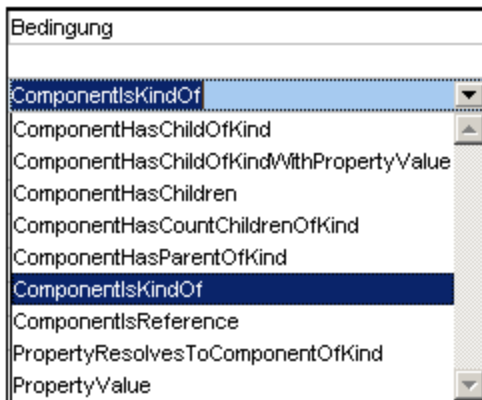 Bedingung
ComponentIsKindOf
ComponentHasChildOfKind
ComponentHasChildOfKindWithPropertyValue
ComponentHasChildren
ComponentHasCountChildrenOfKind
ComponentHasParentOfKind
ComponentIsKindOf
ComponentIsReference
PropertyResolvesToComponentOfKind
PropertyValue